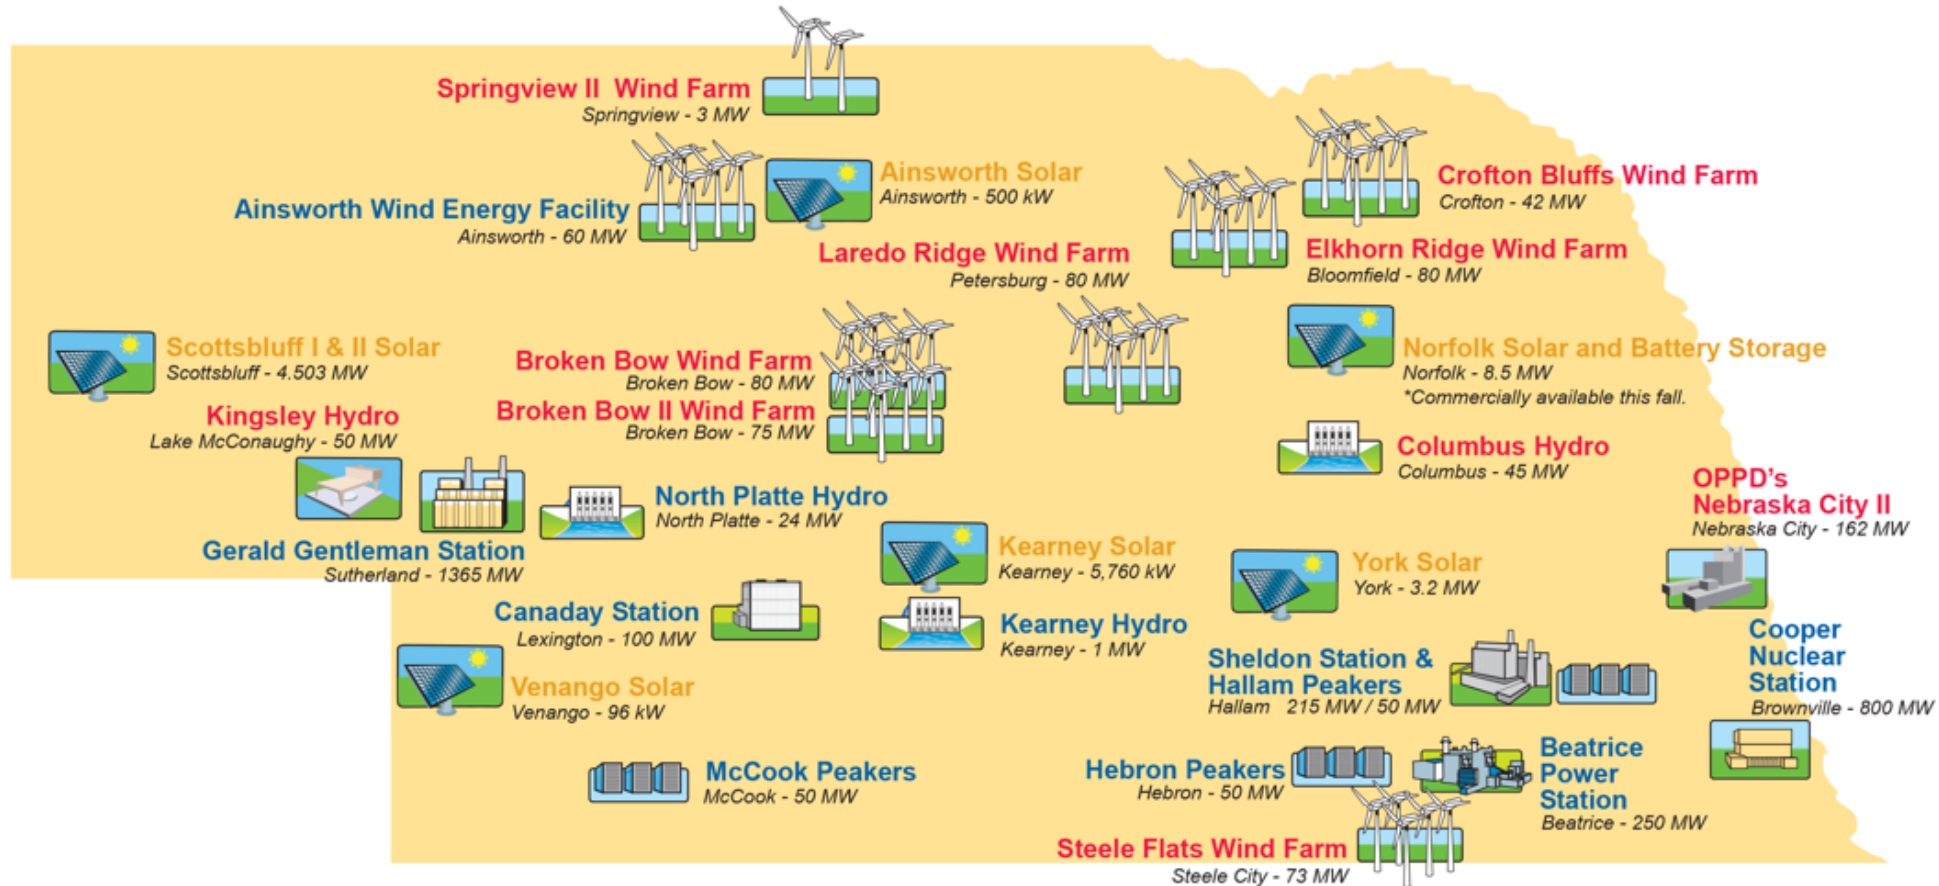 Springview II Wind Farm
Springview - 3 MW
Ainsworth Solar
Ainsworth - 500 kW
Ainsworth Wind Energy Facility
Ainsworth - 60 MW
Crofton Bluffs Wind Farm
Crofton - 42 MW
Laredo Ridge Wind Farm
Petersburg - 80 MW
Elkhorn Ridge Wind Farm
Bloomfield - 80 MW
Scottsbluff I & II Solar
Scottsbluff - 4.503 MW
Broken Bow Wind Farm
Broken Bow - 80 MW
Broken Bow II Wind Farm
Broken Bow - 75 MW
Norfolk Solar and Battery Storage
Norfolk - 8.5 MW
*Commercially available this fall.
Kingsley Hydro
Lake McConaughy - 50 MW
Columbus Hydro
Columbus - 45 MW
OPPD's
Nebraska City II
Nebraska City - 162 MW
North Platte Hydro
North Platte - 24 MW
Gerald Gentleman Station
Sutherland - 1365 MW
Kearney Solar
Kearney - 5,760 kW
York Solar
York - 3.2 MW
Canaday Station
Lexington - 100 MW
Kearney Hydro
Kearney - 1 MW
Cooper
Nuclear
Station
Brownville - 800 MW
Sheldon Station &
Hallam Peakers
Hallam 215 MW / 50 MW
Venango Solar
Venango - 96 kW
McCook Peakers
McCook - 50 MW
Hebron Peakers
Hebron - 50 MW
Beatrice
Power
Station
Beatrice - 250 MW
Steele Flats Wind Farm
Steele City - 73 MW